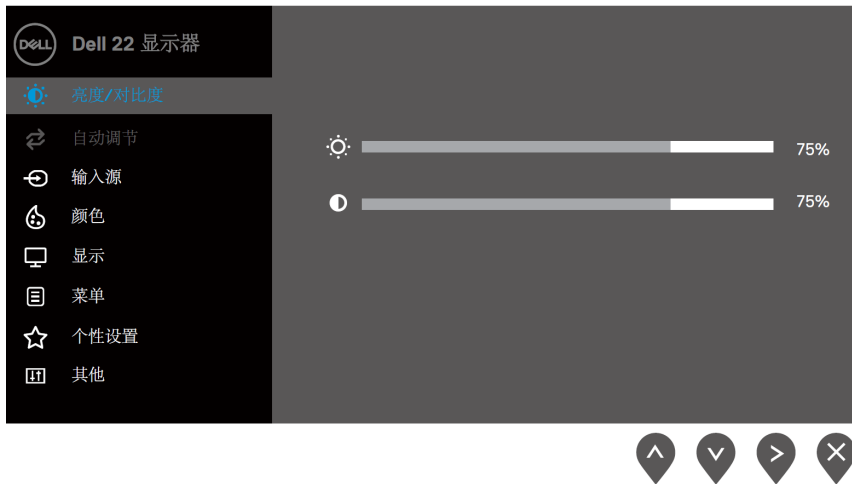 DELL Dell 22 显示器
亮度/对比度
自动调节
输入源
颜色
显示
菜单
个性设置
其他
75%
75%